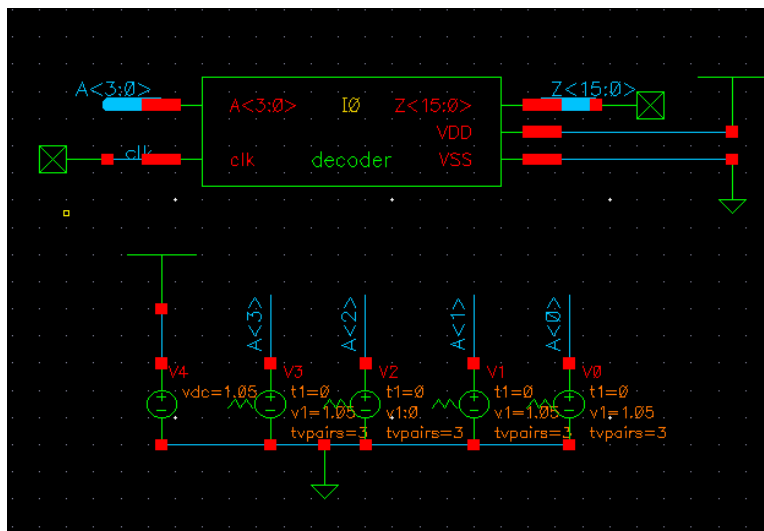 A<3:0>
Z<15:0>
A<3:0>
I0
Z<15:0>
VDD
clk
clk
decoder
VSS
A<3>
A<2>
A<1>
A<0>
V4
V3
V2
V1
V0
vdc=1.05
t1=0
t1=0
t1=0
t1=0
v1=1.05
v1:0
v1=1.05
v1=1.05
tvpairs=3
tvpairs=3
tvpairs=3
tvpairs=3